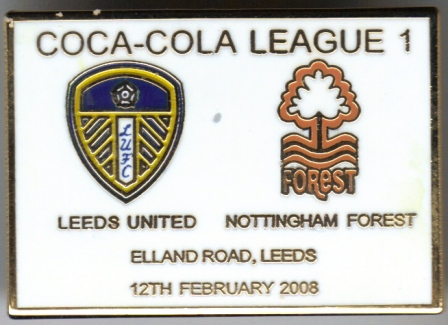 COCA-COLA LEAGUE 1
LUFC
FOREST
LEEDS UNITED
NOTTINGHAM FOREST
ELLAND ROAD, LEEDS
12TH FEBRUARY 2008